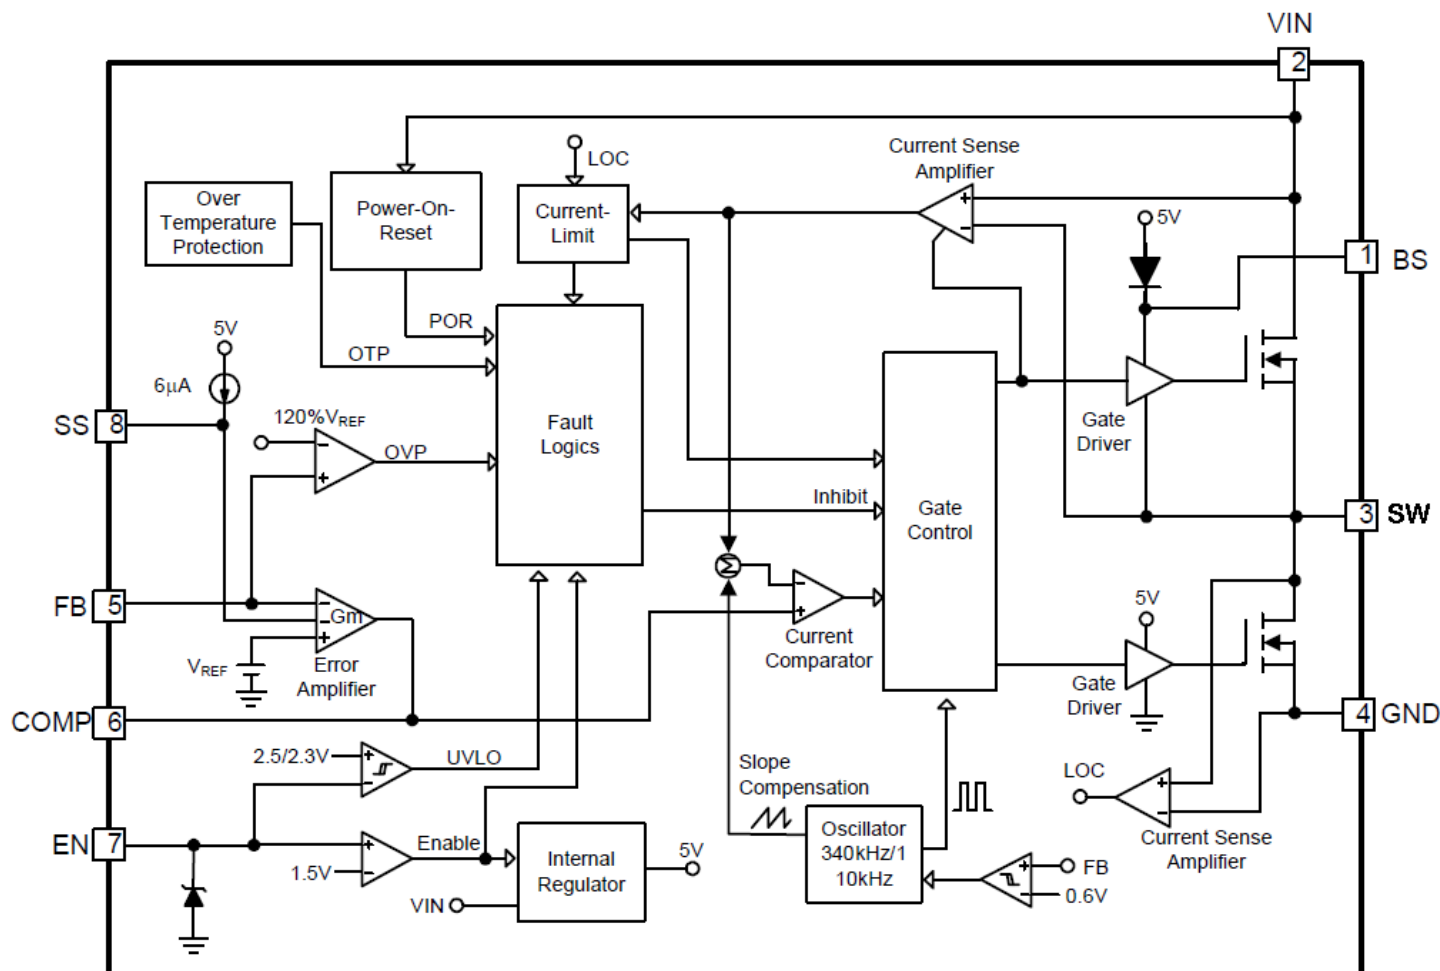 VIN
2
Current Sense
Amplifier
LOC
Over
Temperature
Protection
Power-On-
Reset
Current-
Limit
+
−
5V
1
BS
POR
OTP
5V
6µA
SS
8
120%VREF
−
+
OVP
Fault
Logics
Gate
Driver
Inhibit
Gate
Control
3
SW
Σ
FB
5
−
−
+
Gm
−
+
Current
Comparator
5V
VREF
Error
Amplifier
Gate
Driver
COMP
6
4
GND
2.5/2.3V
+
−
UVLO
Slope
Compensation
LOC
+
−
Current Sense
Amplifier
EN
7
+
−
1.5V
Enable
Internal
Regulator
5V
VIN
Oscillator
340kHz/1
10kHz
+
−
FB
0.6V